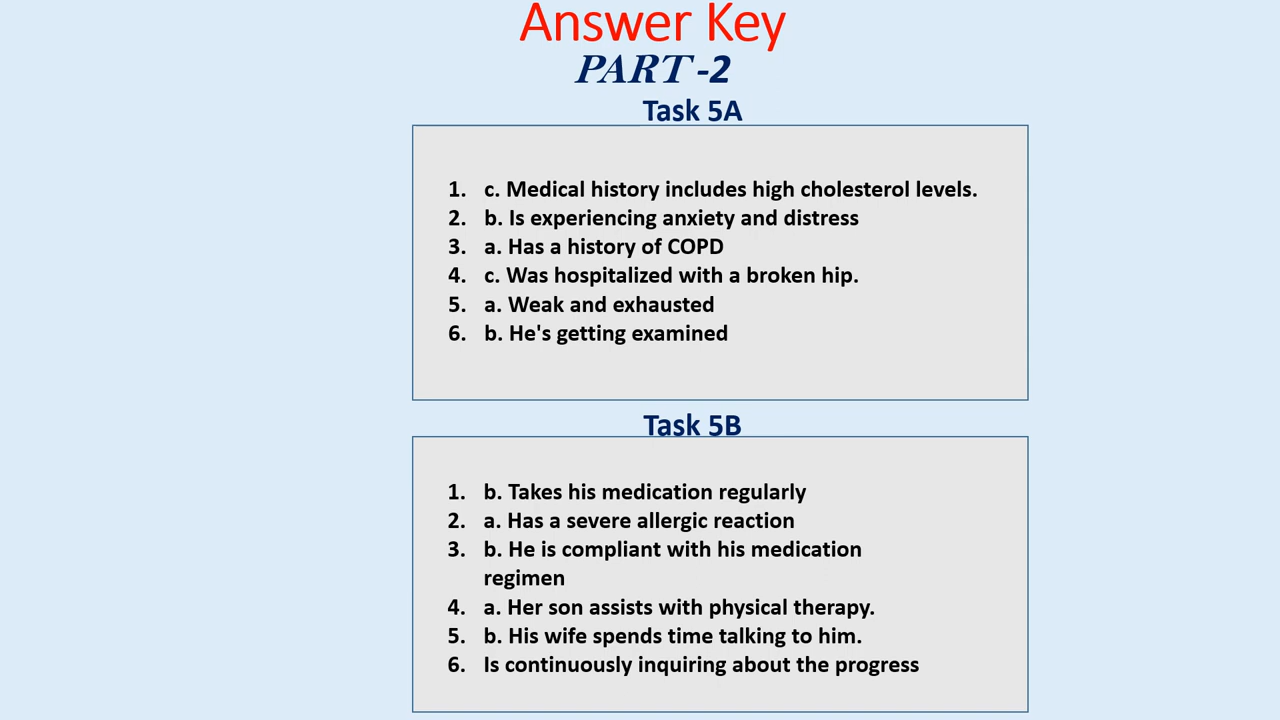 Answer Key
PART -2
Task 5A
1. c. Medical history includes high cholesterol levels.
2. b. Is experiencing anxiety and distress
3. a. Has a history of COPD
4. c. Was hospitalized with a broken hip.
5. a. Weak and exhausted
6. b. He's getting examined
Task 5B
1. b. Takes his medication regularly
2. a. Has a severe allergic reaction
3. b. He is compliant with his medication
regimen
4. a. Her son assists with physical therapy.
5. b. His wife spends time talking to him.
6. Is continuously inquiring about the progress